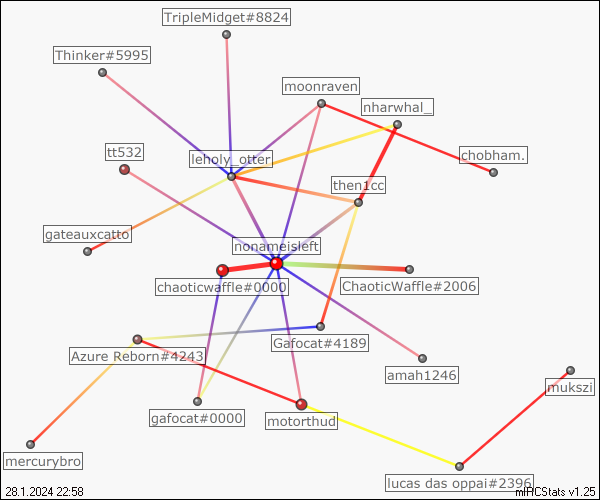 TripleMidget#8824
Thinker#5995
moonraven
nharwhal_
tt532
leholy_otter
chobham.
then1cc
gateauxcatto
nonameisleft
chaoticwaffle#0000
ChaoticWaffle#2006
Gafocat#4189
Azure Reborn#4243
amah1246
mukszi
gafocat#0000
motorthud
mercurybro
lucas das oppai#2396
28.1.2024 22:58
mIRCStats v1.25